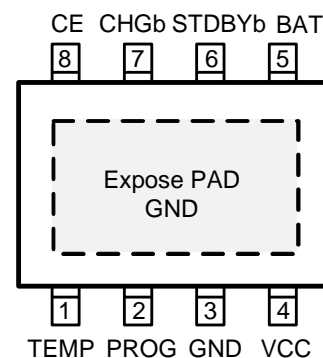 CE CHGb STDBYb BAT
8 7 6 5
Expose PAD
GND
1 2 3 4
TEMP PROG GND VCC